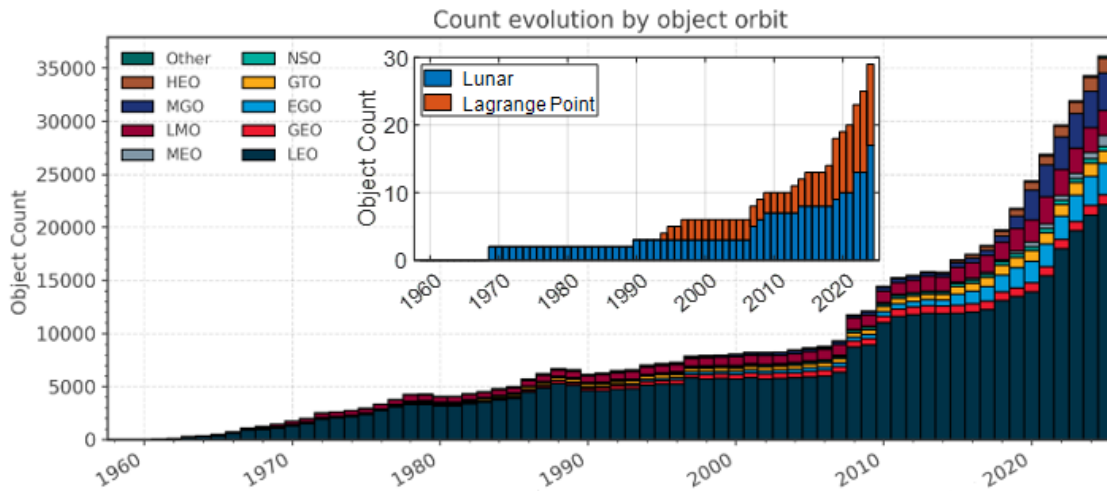 Count evolution by object orbit
Object Count
35000
30000
25000
20000
15000
10000
5000
0
1960
1970
1980
1990
2000
2010
2020
Other
HEO
MGO
LMO
MEO
NSO
GTO
EGO
GEO
LEO
Object Count
30
20
10
0
Lunar
Lagrange Point
1960
1970
1980
1990
2000
2010
2020